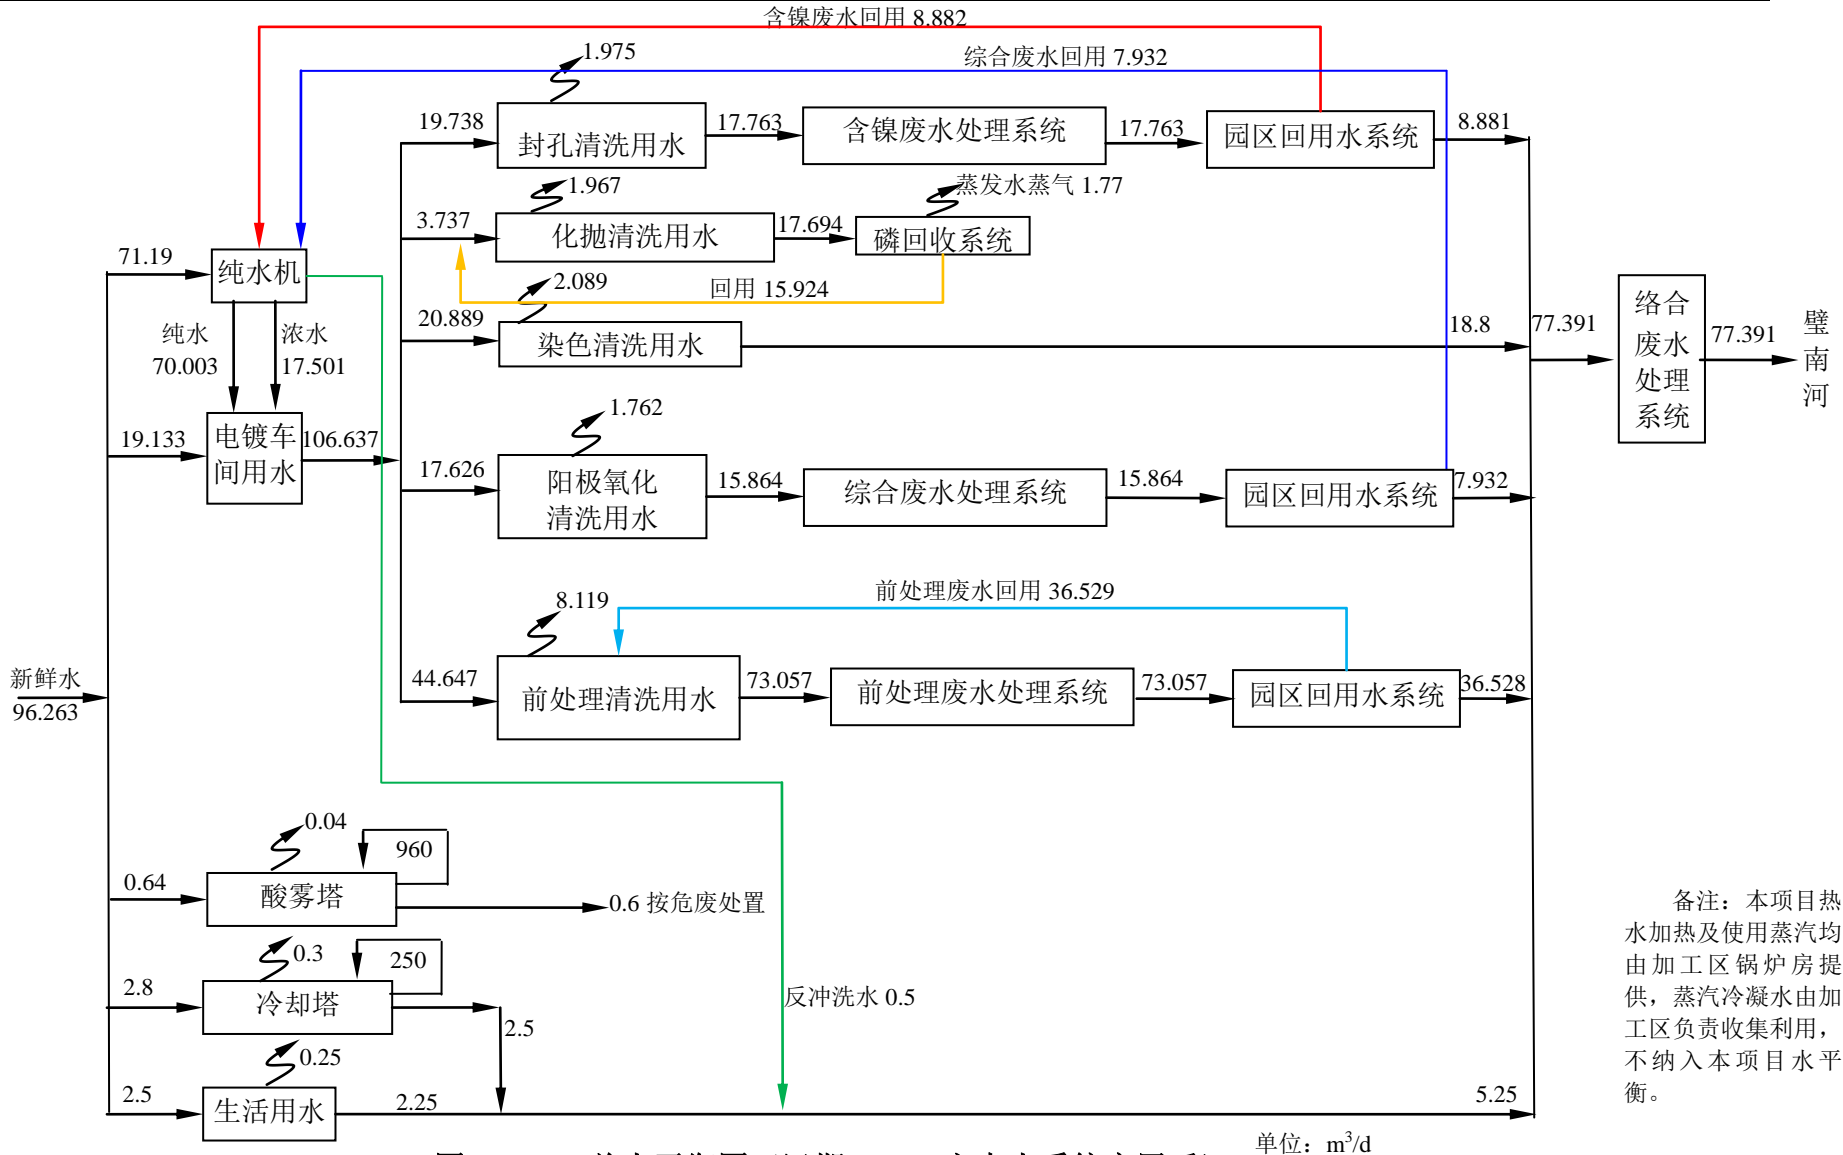 含镍废水回用 8.882
综合废水回用 7.932
1.975
19.738
封孔清洗用水
17.763
含镍废水处理系统
17.763
园区回用水系统
8.881
1.967
蒸发水蒸气 1.77
3.737
化抛清洗用水
17.694
磷回收系统
71.19
纯水机
2.089
回用 15.924
20.889
染色清洗用水
18.8
77.391
络合
废水
处理
系统
77.391
璧
南
河
纯水
70.003
浓水
17.501
19.133
电镀车
间用水
106.637
1.762
17.626
阳极氧化
清洗用水
15.864
综合废水处理系统
15.864
园区回用水系统
7.932
前处理废水回用 36.529
8.119
新鲜水
96.263
44.647
前处理清洗用水
73.057
前处理废水处理系统
73.057
园区回用水系统
36.528
0.04
960
0.64
酸雾塔
0.6 按危废处置
0.3
250
2.8
冷却塔
2.5
反冲洗水 0.5
0.25
2.5
生活用水
2.25
5.25
备注：本项目热
水加热及使用蒸汽均
由加工区锅炉房提
供，蒸汽冷凝水由加
工区负责收集利用，
不纳入本项目水平
衡。
单位：m³/d